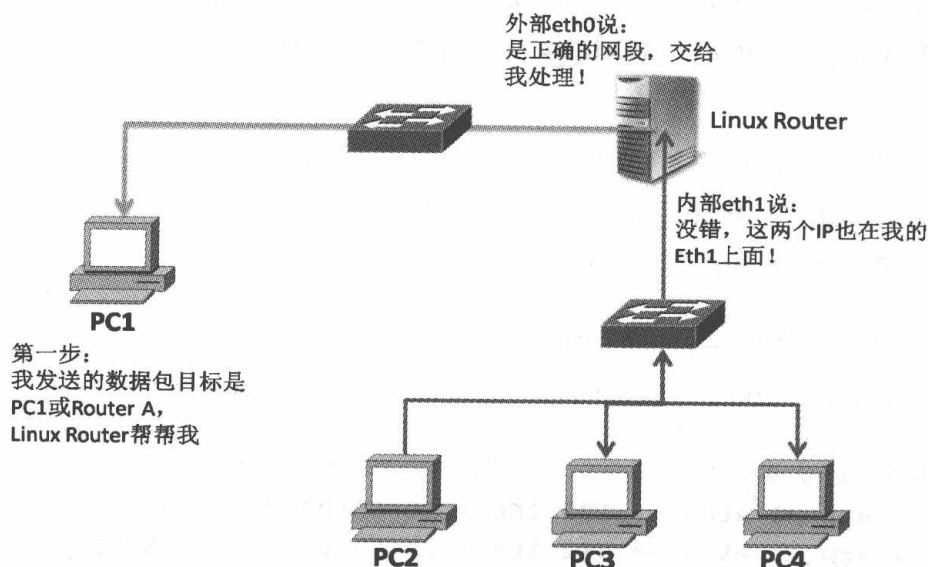 外部eth0说：
是正确的网段，交给
我处理！
Linux Router
内部eth1说：
没错，这两个IP也在我的
Eth1上面！
PC1
第一步：
我发送的数据包目标是
PC1或Router A，
Linux Router帮帮我
PC2
PC3
PC4